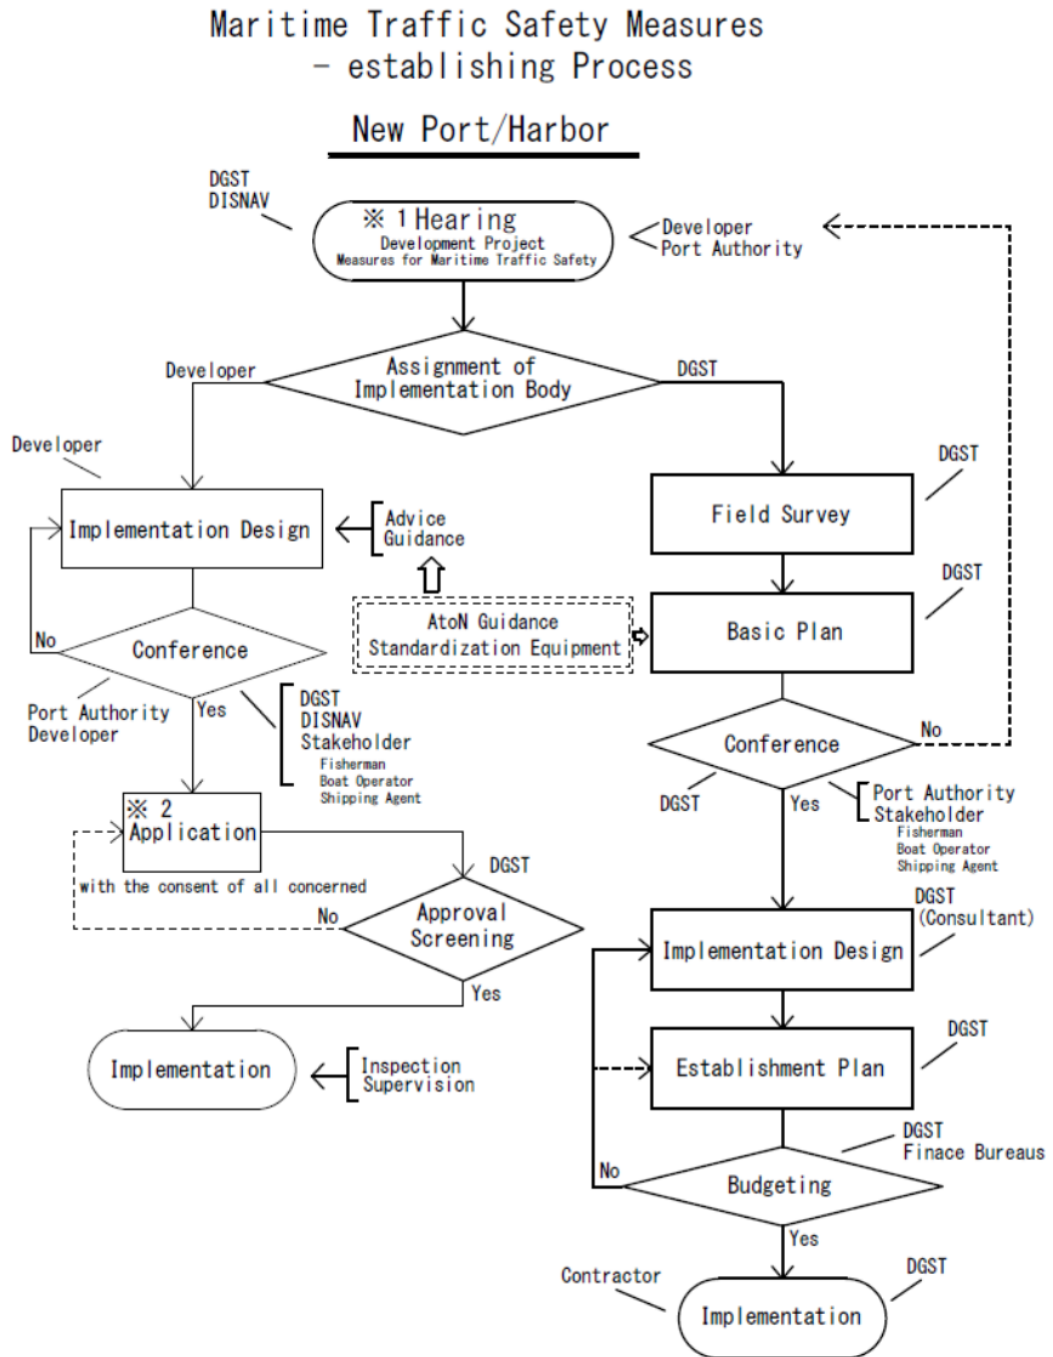 Maritime Traffic Safety Measures
- establishing Process
New Port/Harbor
DGST
DISNAV
※ 1 Hearing
Development Project
Measures for Maritime Traffic Safety
Developer
Port Authority
Assignment of
Implementation Body
Developer
DGST
Developer
Implementation Design
Advice
Guidance
DGST
Field Survey
AtoN Guidance
Standardization Equipment
DGST
Basic Plan
No
Conference
Yes
Port Authority
Developer
DGST
DISNAV
Stakeholder
Fisherman
Boat Operator
Shipping Agent
Conference
No
DGST
Yes
Port Authority
Stakeholder
Fisherman
Boat Operator
Shipping Agent
※ 2
Application
with the consent of all concerned
DGST
No
Approval
Screening
Yes
DGST
(Consultant)
Implementation Design
Implementation
Inspection
Supervision
DGST
Establishment Plan
DGST
Finace Bureaus
No
Budgeting
Yes
Contractor
DGST
Implementation